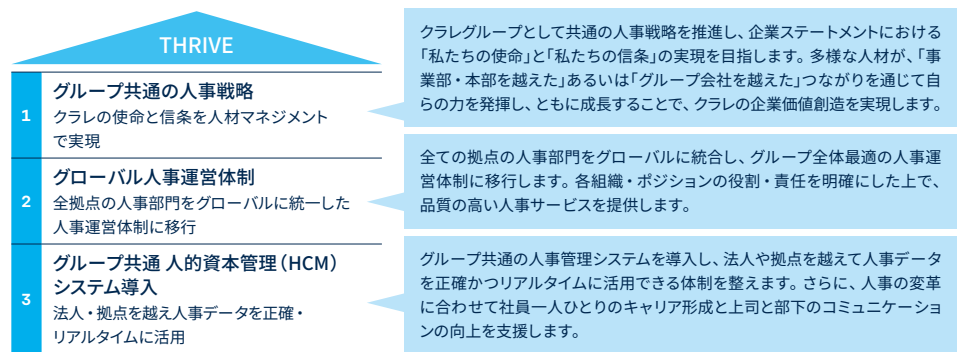 THRIVE
1
グループ共通の人事戦略
クラレの使命と信条を人材マネジメント
で実現
クラレグループとして共通の人事戦略を推進し、企業ステートメントにおける
「私たちの使命」と「私たちの信条」の実現を目指します。多様な人材が、「事
業部・本部を越えた」あるいは「グループ会社を越えた」つながりを通じて自
らの力を発揮し、ともに成長することで、クラレの企業価値創造を実現します。
2
グローバル人事運営体制
全拠点の人事部門をグローバルに統一した
人事運営体制に移行
全ての拠点の人事部門をグローバルに統合し、グループ全体最適の人事運
営体制に移行します。各組織・ポジションの役割・責任を明確にした上で、
品質の高い人事サービスを提供します。
3
グループ共通 人的資本管理(HCM)
システム導入
法人・拠点を越え人事データを正確・
リアルタイムに活用
グループ共通の人事管理システムを導入し、法人や拠点を越えて人事データ
を正確かつリアルタイムに活用できる体制を整えます。さらに、人事の変革
に合わせて社員一人ひとりのキャリア形成と上司と部下のコミュニケーショ
ンの向上を支援します。